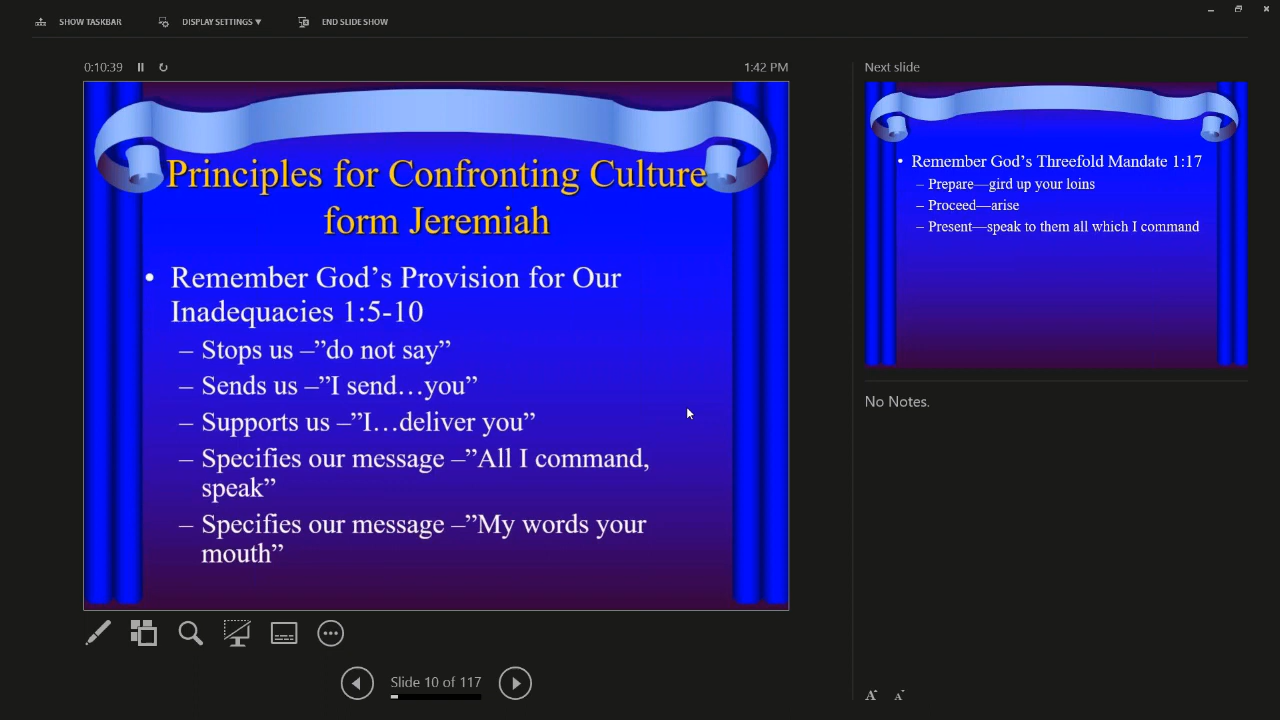 SHOW TASKBAR
DISPLAY SETTINGS ▼
END SLIDE SHOW
0:10:39
1:42 PM
Principles for Confronting Culture
form Jeremiah
• Remember God’s Provision for Our
Inadequacies 1:5-10
– Stops us –”do not say”
– Sends us –”I send…you”
– Supports us –”I…deliver you”
– Specifies our message –”All I command,
speak”
– Specifies our message –”My words your
mouth”
Slide 10 of 117
Next slide
• Remember God’s Threefold Mandate 1:17
– Prepare—gird up your loins
– Proceed—arise
– Present—speak to them all which I command
No Notes.
A A